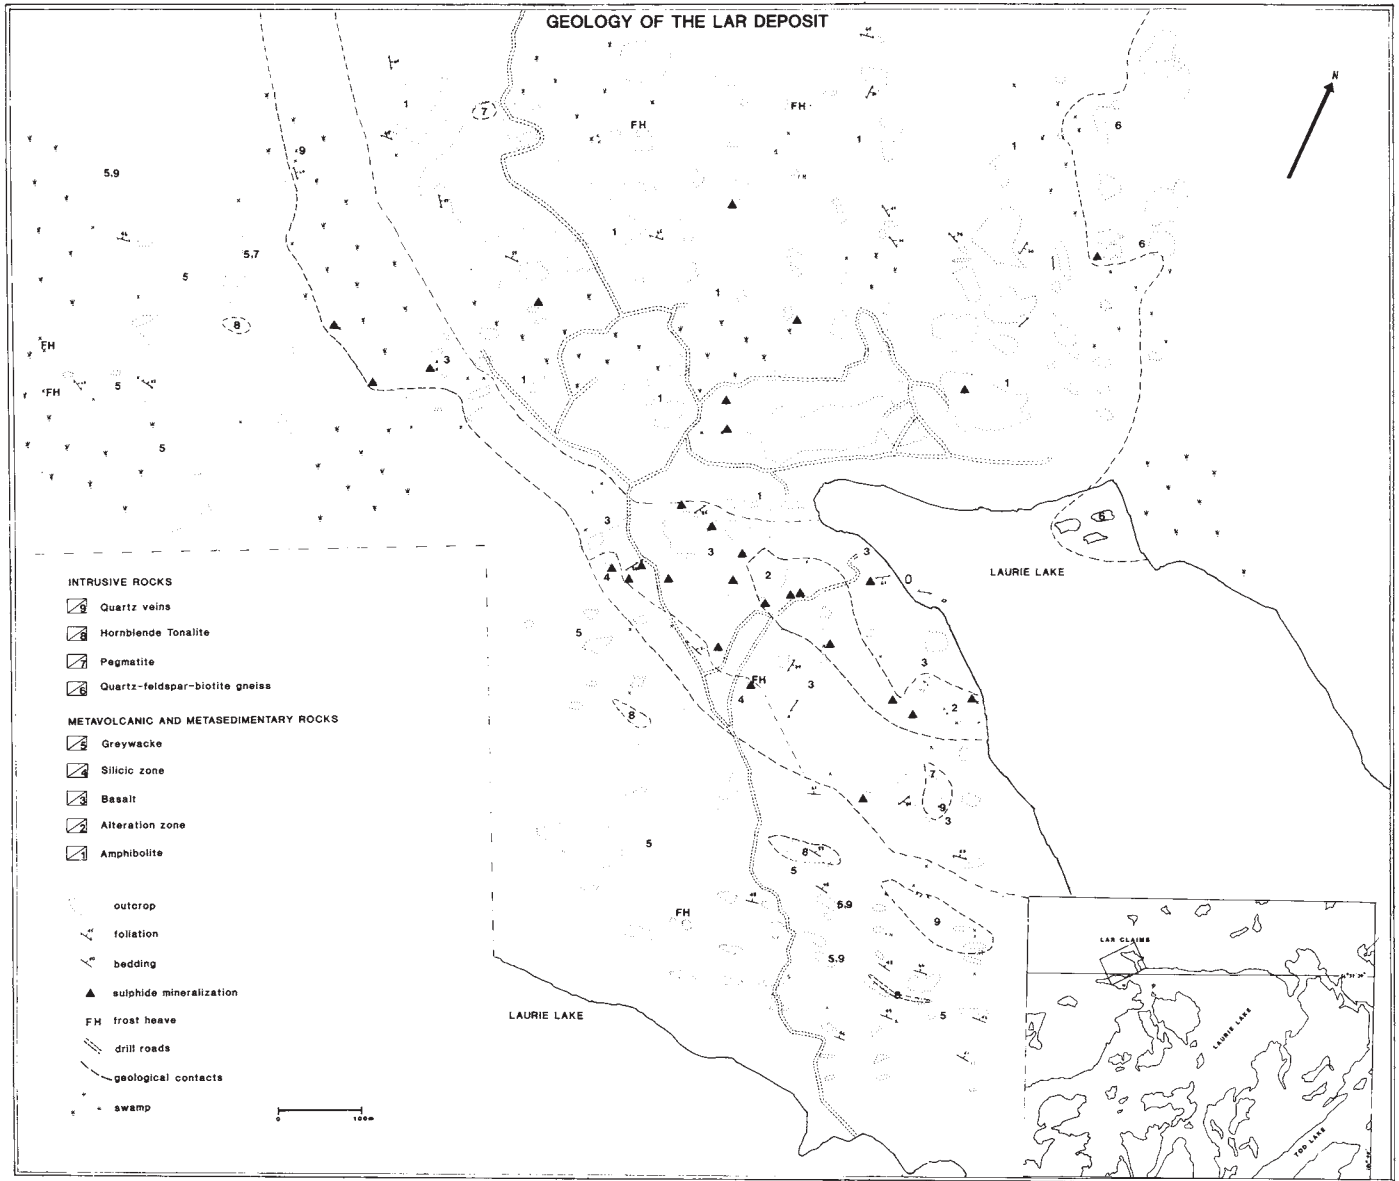 GEOLOGY OF THE LAR DEPOSIT
N
7
FH
FH
6
1
1
1
1
9
5.9
6
1
5.7
5
1
8
FH
3
1
1
1
FH
5
5
1
3
3
2
3
6
LAURIE LAKE
O
4
5
3
3
FH
4
2
8
7
9
3
5
8
5
5.9
FH
9
5.9
8
5
INTRUSIVE ROCKS
9 Quartz veins
8 Hornblende Tonalite
7 Pegmatite
6 Quartz-feldspar-biotite gneiss
METAVOLCANIC AND METASEDIMENTARY ROCKS
5 Greywacke
4 Silicic zone
3 Basalt
2 Alteration zone
1 Amphibolite
outcrop
foliation
bedding
sulphide mineralization
FH frost heave
drill roads
geological contacts
swamp
0 100m
LAURIE LAKE
LAR CLAIMS
LAURIE LAKE
TOD LAKE